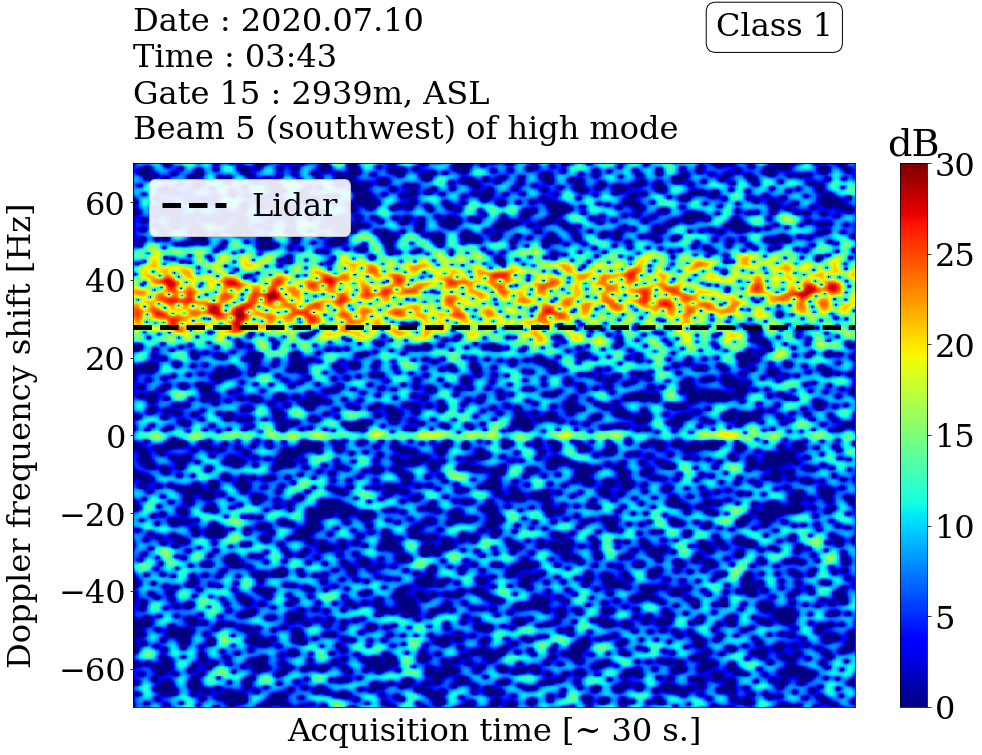 Date : 2020.07.10
Time : 03:43
Gate 15 : 2939m, ASL
Beam 5 (southwest) of high mode
Class 1
dB
Lidar
Doppler frequency shift [Hz]
60
40
20
0
−20
−40
−60
Acquisition time [~ 30 s.]
30
25
20
15
10
5
0